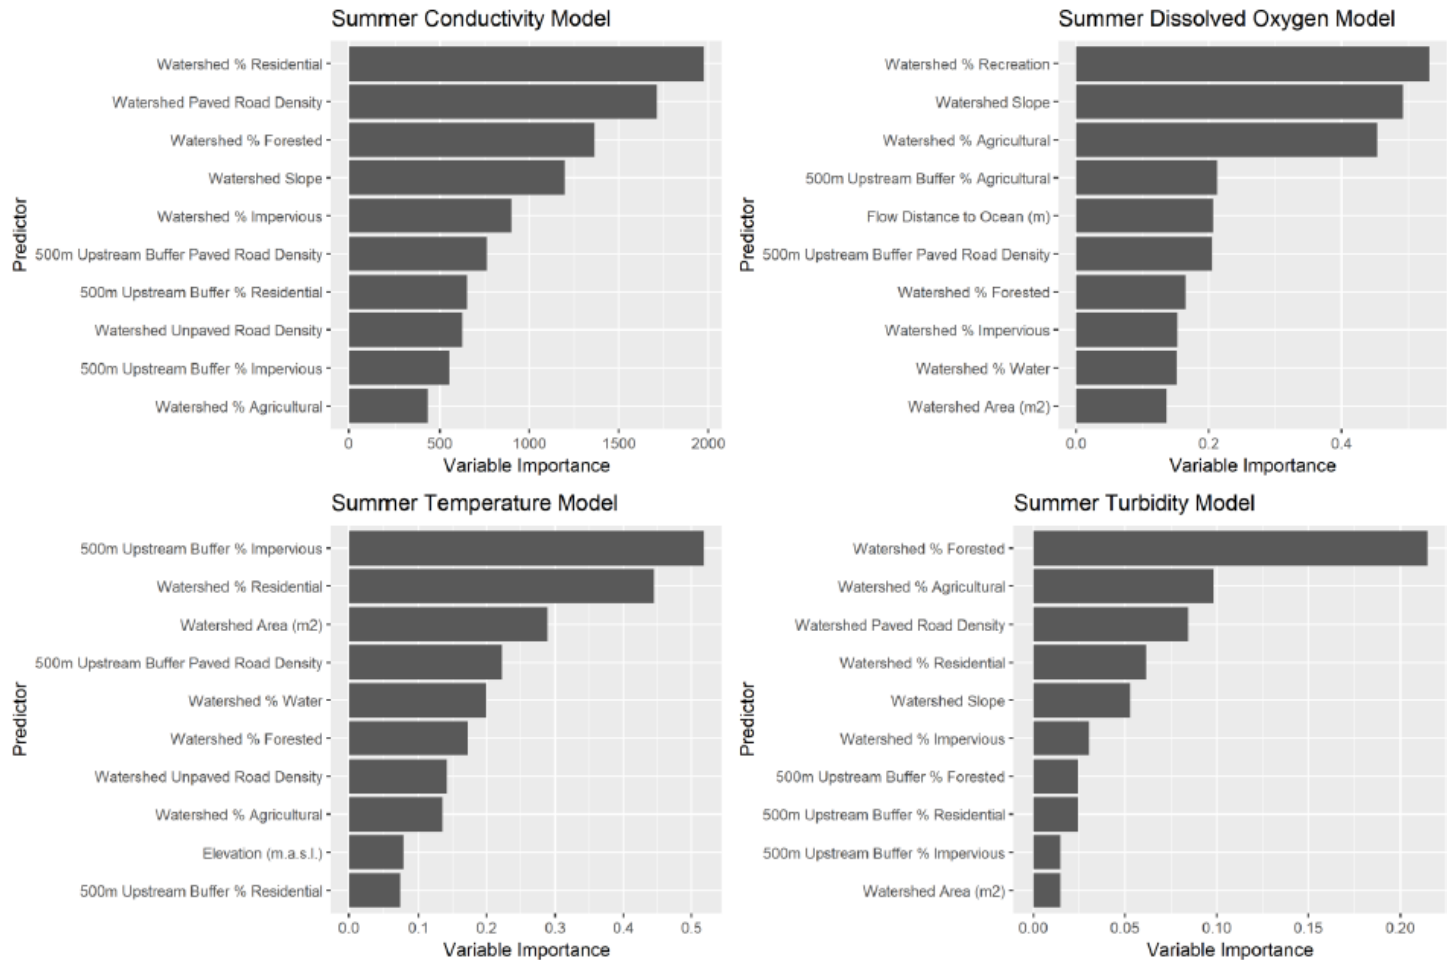 Summer Conductivity Model
Predictor
Watershed % Residential
Watershed Paved Road Density
Watershed % Forested
Watershed Slope
Watershed % Impervious
500m Upstream Buffer Paved Road Density
500m Upstream Buffer % Residential
Watershed Unpaved Road Density
500m Upstream Buffer % Impervious
Watershed % Agricultural
0 500 1000 1500 2000
Variable Importance
Summer Dissolved Oxygen Model
Predictor
Watershed % Recreation
Watershed Slope
Watershed % Agricultural
500m Upstream Buffer % Agricultural
Flow Distance to Ocean (m)
500m Upstream Buffer Paved Road Density
Watershed % Forested
Watershed % Impervious
Watershed % Water
Watershed Area (m2)
0.0 0.2 0.4
Variable Importance
Summer Temperature Model
Predictor
500m Upstream Buffer % Impervious
Watershed % Residential
Watershed Area (m2)
500m Upstream Buffer Paved Road Density
Watershed % Water
Watershed % Forested
Watershed Unpaved Road Density
Watershed % Agricultural
Elevation (m.a.s.l.)
500m Upstream Buffer % Residential
0.0 0.1 0.2 0.3 0.4 0.5
Variable Importance
Summer Turbidity Model
Predictor
Watershed % Forested
Watershed % Agricultural
Watershed Paved Road Density
Watershed % Residential
Watershed Slope
Watershed % Impervious
500m Upstream Buffer % Forested
500m Upstream Buffer % Residential
500m Upstream Buffer % Impervious
Watershed Area (m2)
0.00 0.05 0.10 0.15 0.20
Variable Importance